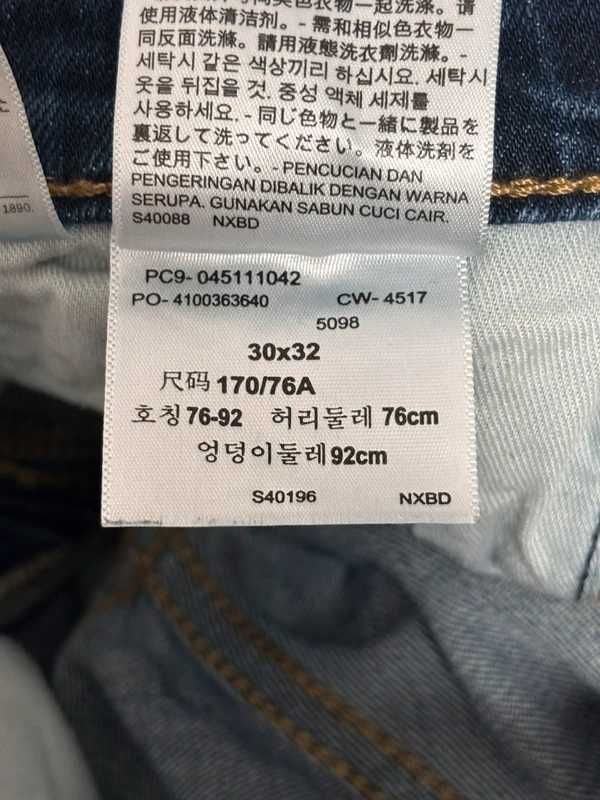 使用液体清洁剂。- 需和相似色衣物一
同反面洗滌。請用液態洗衣劑洗滌。-
세탁시 같은 색상끼리 하십시요. 세탁시
옷을 뒤집을 것. 중성 액체 세제를
사용하세요. - 同じ色物と一緒に製品を
裏返して洗ってください。液体洗剤を
ご使用下さい。- PENCUCIAN DAN
PENGERINGAN DIBALIK DENGAN WARNA
SERUPA. GUNAKAN SABUN CUCI CAIR.
S40088 NXBD
1890.
PC9- 045111042
PO- 4100363640 CW- 4517
5098
30x32
尺码 170/76A
호칭 76-92 허리둘레 76cm
엉덩이둘레 92cm
S40196 NXBD